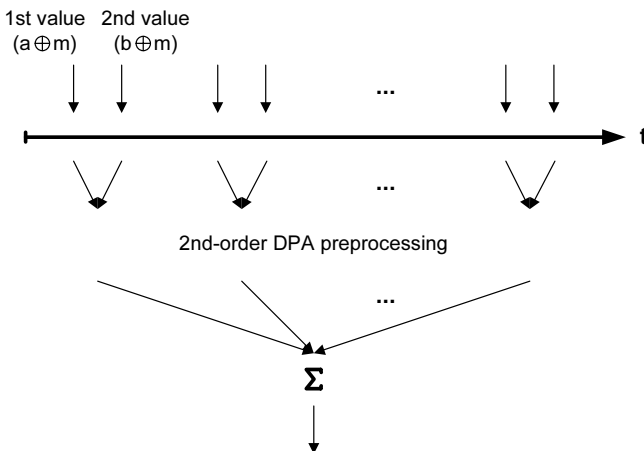 1st value 2nd value
(a⊕m) (b⊕m)
...
t
...
2nd-order DPA preprocessing
...
Σ